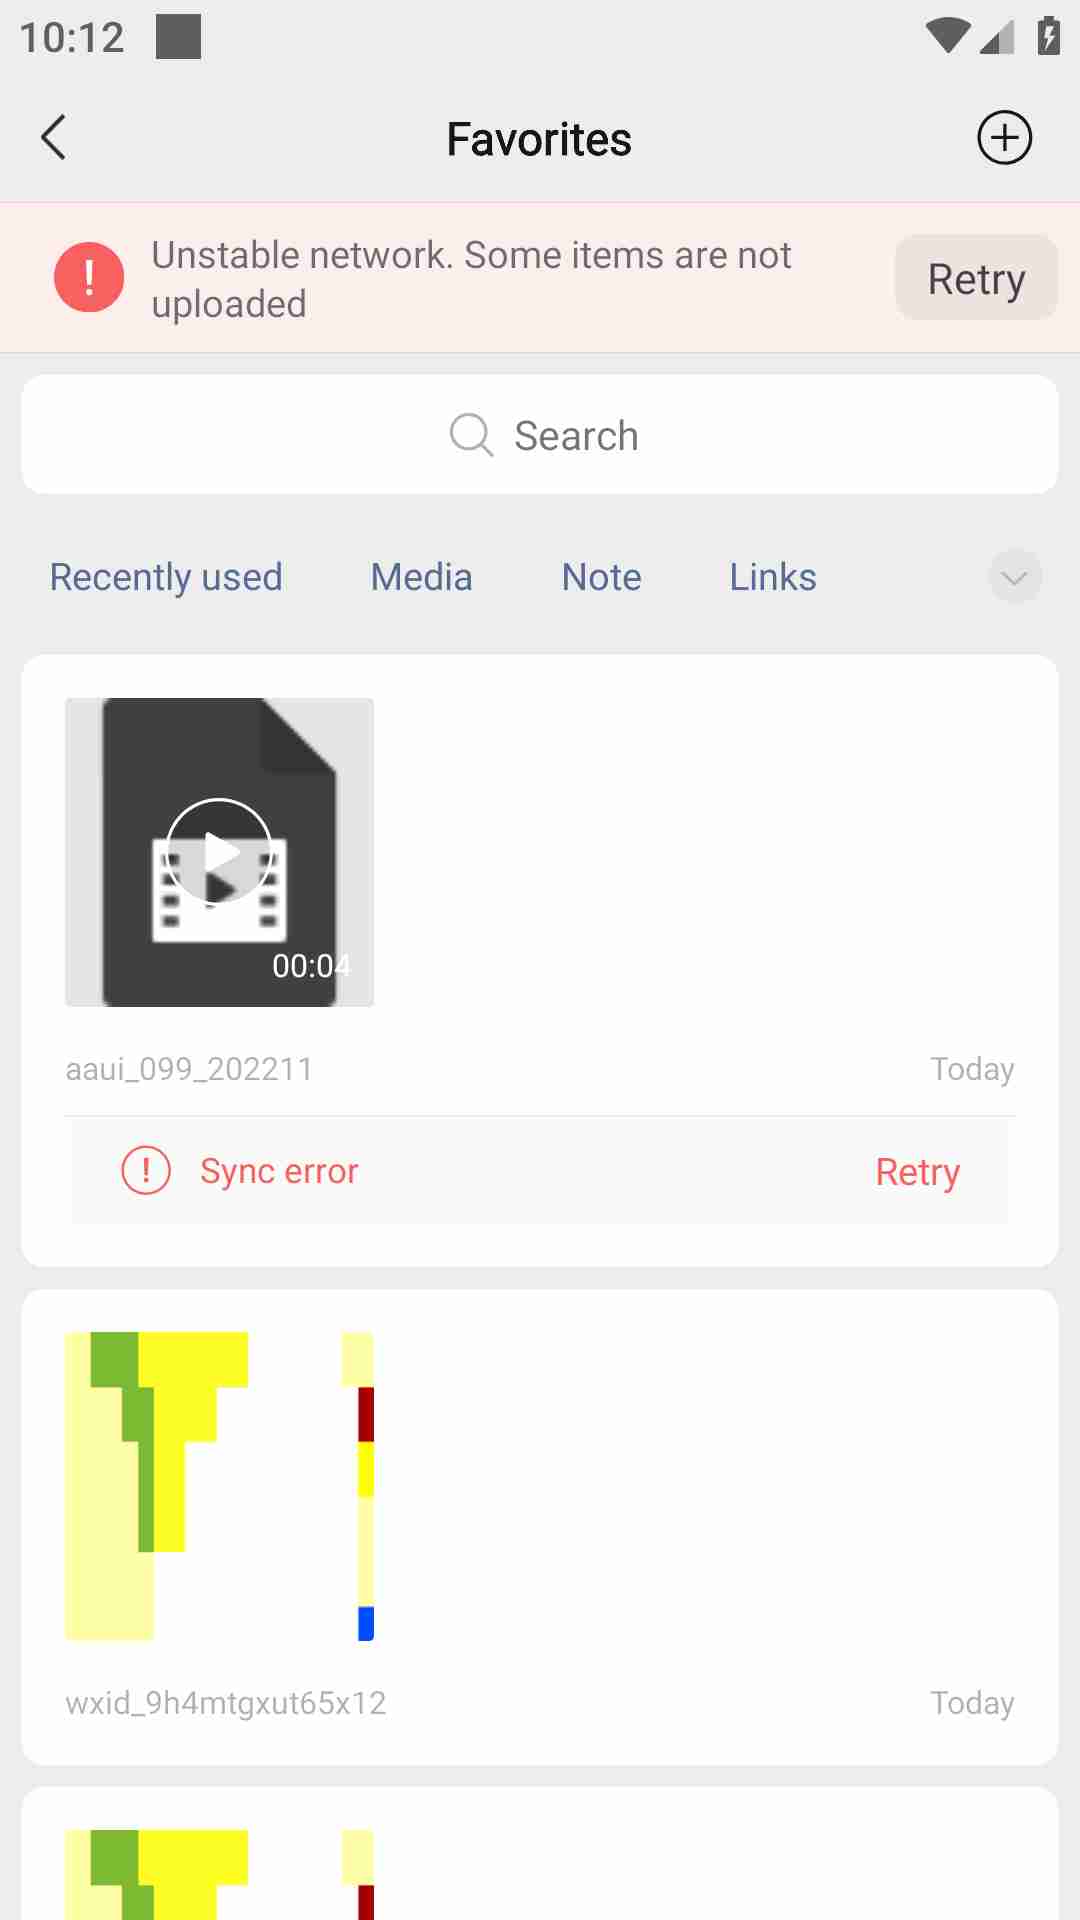 10:12
Favorites
Unstable network. Some items are not
uploaded
Retry
Search
Recently used Media Note Links
00:04
aaui_099_202211 Today
Sync error Retry
wxid_9h4mtgxut65x12 Today